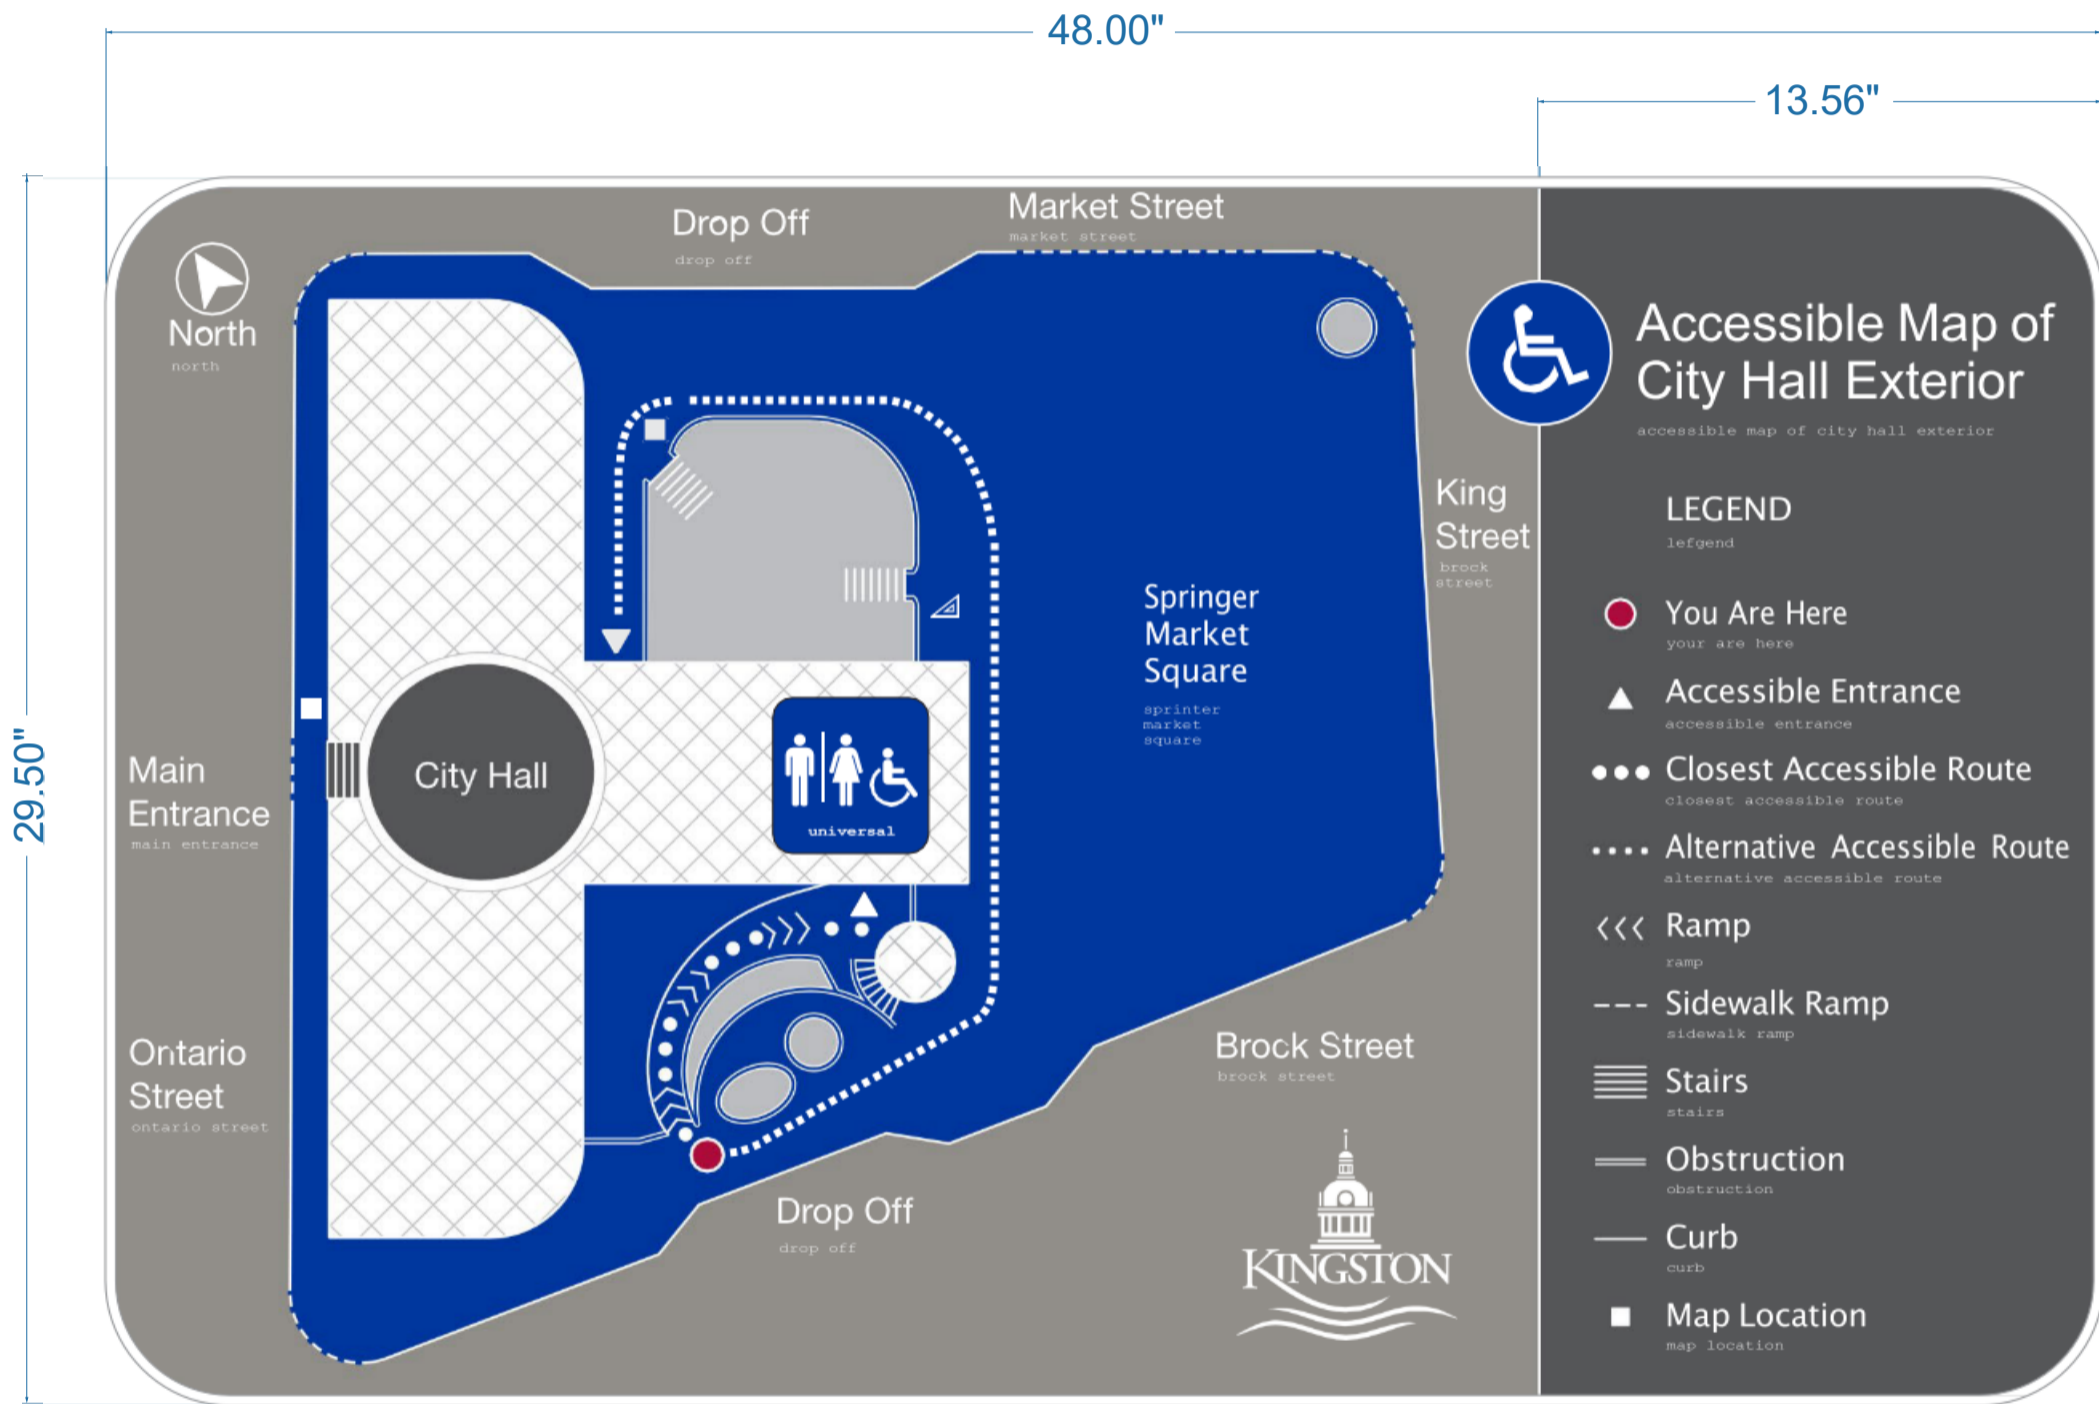 48.00"
13.56"
29.50"
Drop Off
drop off
Market Street
market street
North
north
King
Street
brock
street
Springer
Market
Square
sprinter
market
square
City Hall
universal
Main
Entrance
main entrance
Ontario
Street
ontario street
Brock Street
brock street
Drop Off
drop off
KINGSTON
Accessible Map of
City Hall Exterior
accessible map of city hall exterior
LEGEND
lefgend
You Are Here
your are here
Accessible Entrance
accessible entrance
Closest Accessible Route
closest accessible route
Alternative Accessible Route
alternative accessible route
Ramp
ramp
Sidewalk Ramp
sidewalk ramp
Stairs
stairs
Obstruction
obstruction
Curb
curb
Map Location
map location